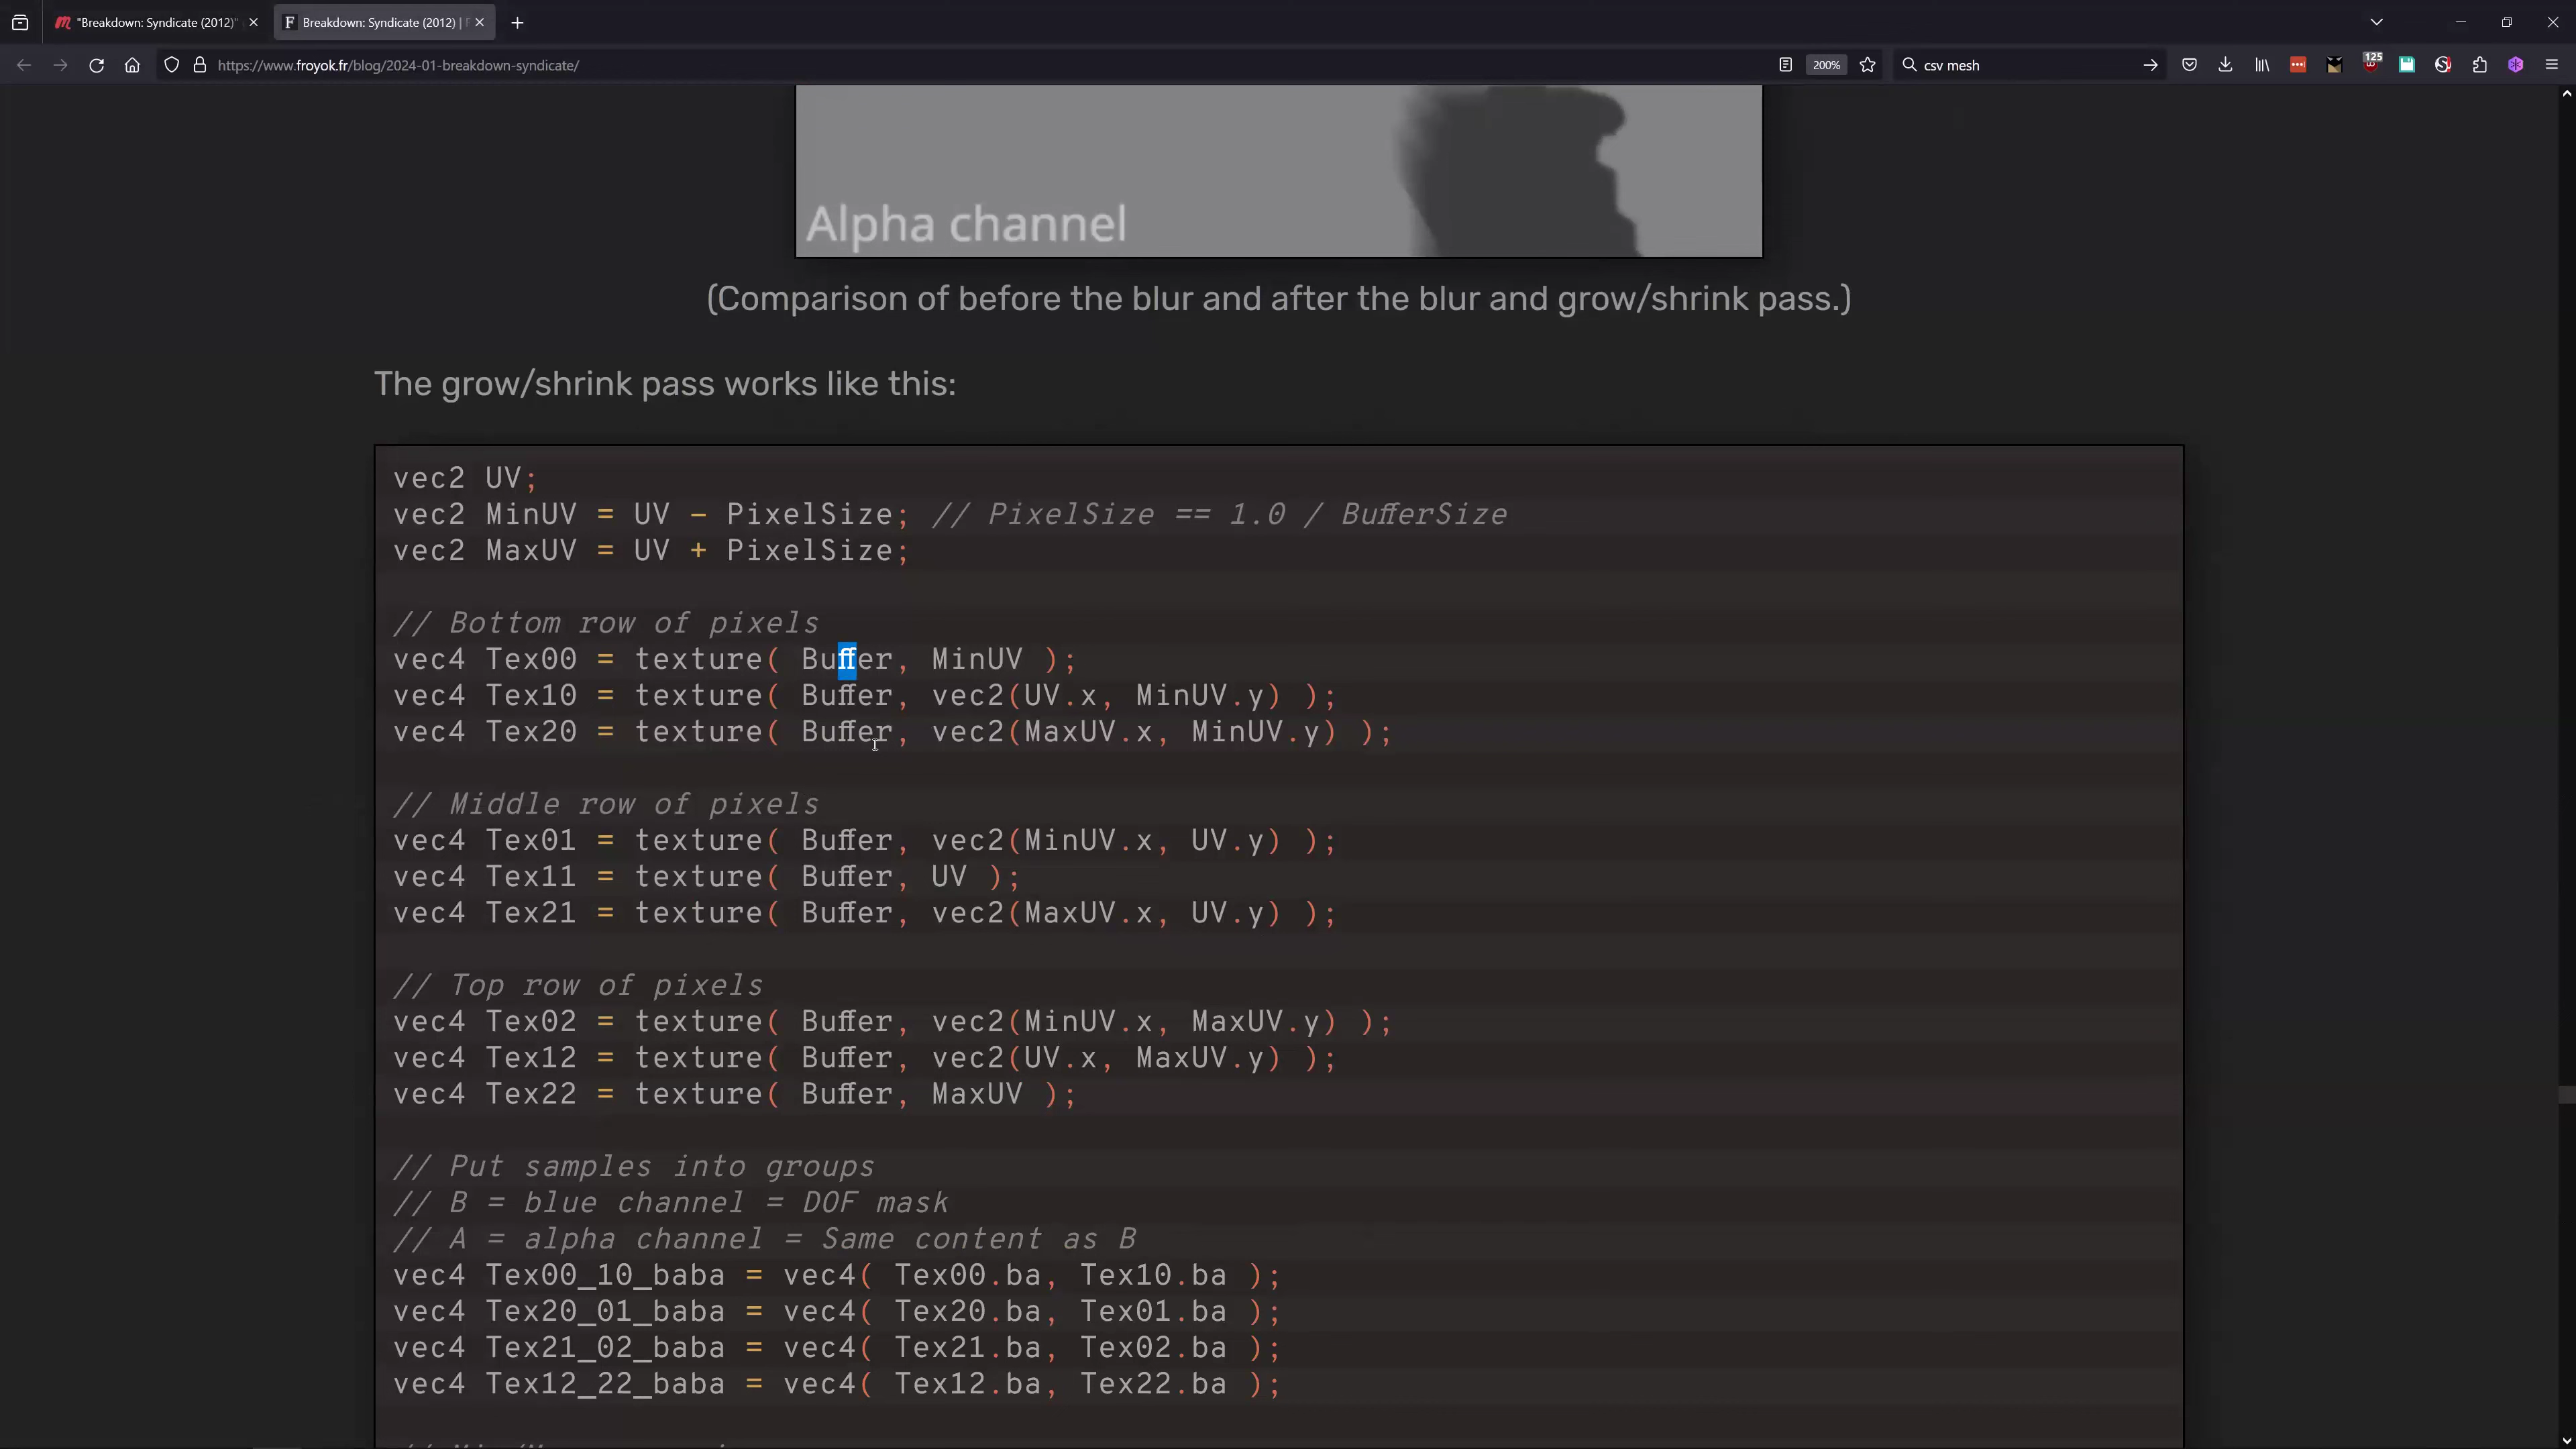 "Breakdown: Syndicate (2012)"
Breakdown: Syndicate (2012) |
https://www.froyok.fr/blog/2024-01-breakdown-syndicate/
200%
csv mesh
125
Alpha channel
(Comparison of before the blur and after the blur and grow/shrink pass.)
The grow/shrink pass works like this:
vec2 UV;
vec2 MinUV = UV - PixelSize; // PixelSize == 1.0 / BufferSize
vec2 MaxUV = UV + PixelSize;
// Bottom row of pixels
vec4 Tex00 = texture( Buffer, MinUV );
vec4 Tex10 = texture( Buffer, vec2(UV.x, MinUV.y) );
vec4 Tex20 = texture( Buffer, vec2(MaxUV.x, MinUV.y) );
// Middle row of pixels
vec4 Tex01 = texture( Buffer, vec2(MinUV.x, UV.y) );
vec4 Tex11 = texture( Buffer, UV );
vec4 Tex21 = texture( Buffer, vec2(MaxUV.x, UV.y) );
// Top row of pixels
vec4 Tex02 = texture( Buffer, vec2(MinUV.x, MaxUV.y) );
vec4 Tex12 = texture( Buffer, vec2(UV.x, MaxUV.y) );
vec4 Tex22 = texture( Buffer, MaxUV );
// Put samples into groups
// B = blue channel = DOF mask
// A = alpha channel = Same content as B
vec4 Tex00_10_baba = vec4( Tex00.ba, Tex10.ba );
vec4 Tex20_01_baba = vec4( Tex20.ba, Tex01.ba );
vec4 Tex21_02_baba = vec4( Tex21.ba, Tex02.ba );
vec4 Tex12_22_baba = vec4( Tex12.ba, Tex22.ba );